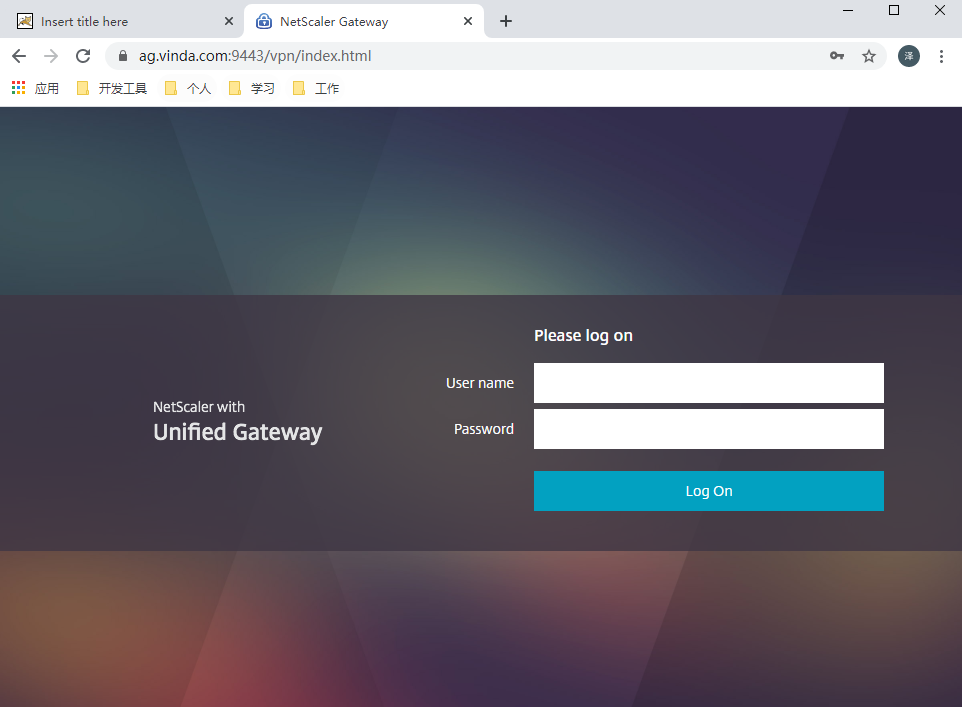 Insert title here
NetScaler Gateway
ag.vinda.com:9443/vpn/index.html
泽
应用 开发工具 个人 学习 工作
Please log on
User name
NetScaler with
Unified Gateway
Password
Log On